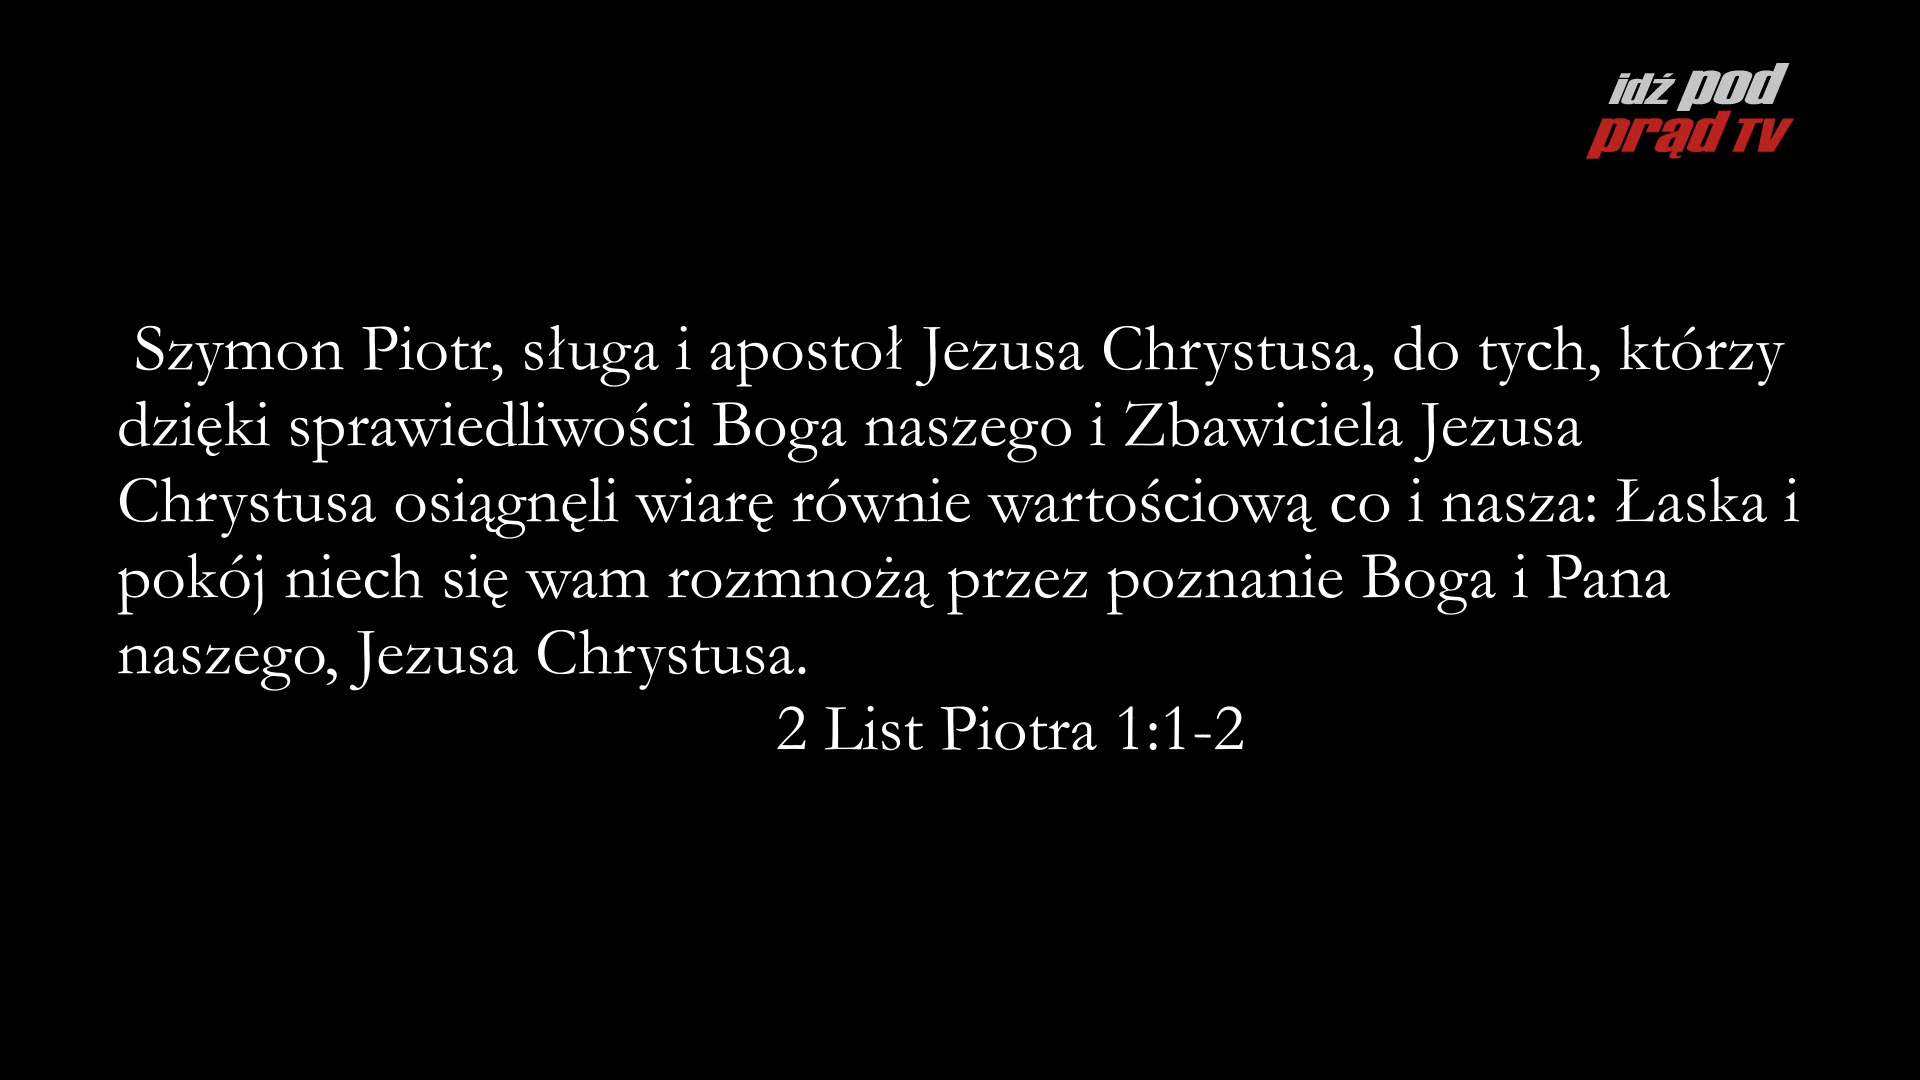 idź pod
prąd TV
Szymon Piotr, sługa i apostoł Jezusa Chrystusa, do tych, którzy
dzięki sprawiedliwości Boga naszego i Zbawiciela Jezusa
Chrystusa osiągnęli wiarę równie wartościową co i nasza: Łaska i
pokój niech się wam rozmnożą przez poznanie Boga i Pana
naszego, Jezusa Chrystusa.
2 List Piotra 1:1-2